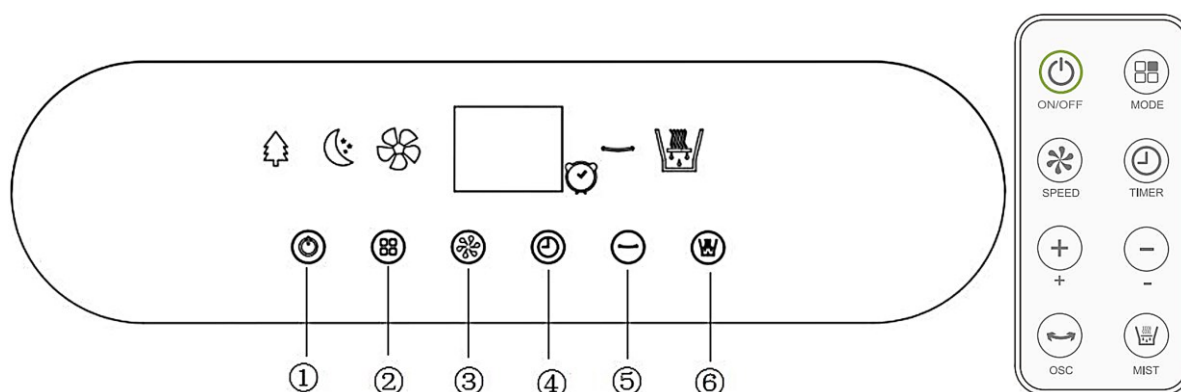 ON/OFF MODE
SPEED TIMER
+ -
OSC MIST
① ② ③ ④ ⑤ ⑥